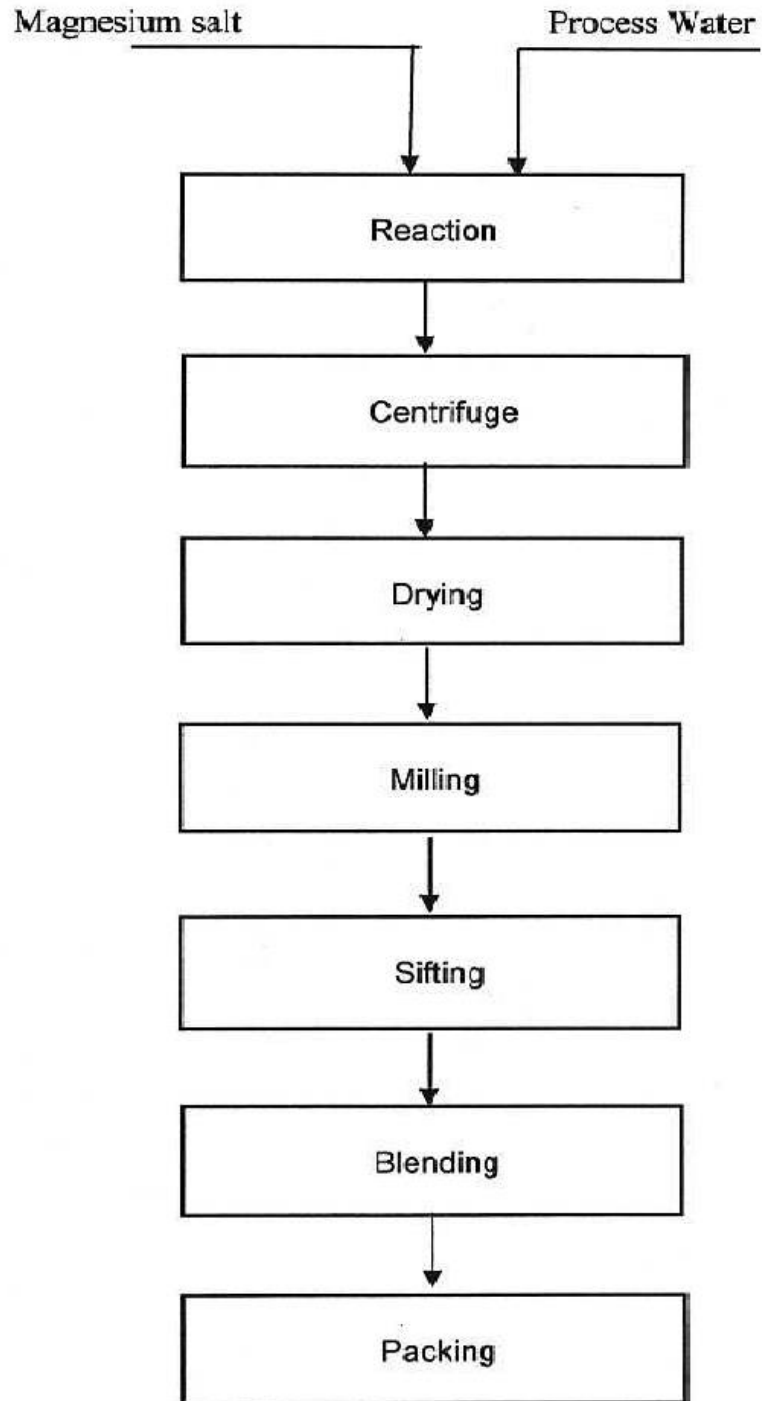 Magnesium salt
Process Water
Reaction
Centrifuge
Drying
Milling
Sifting
Blending
Packing